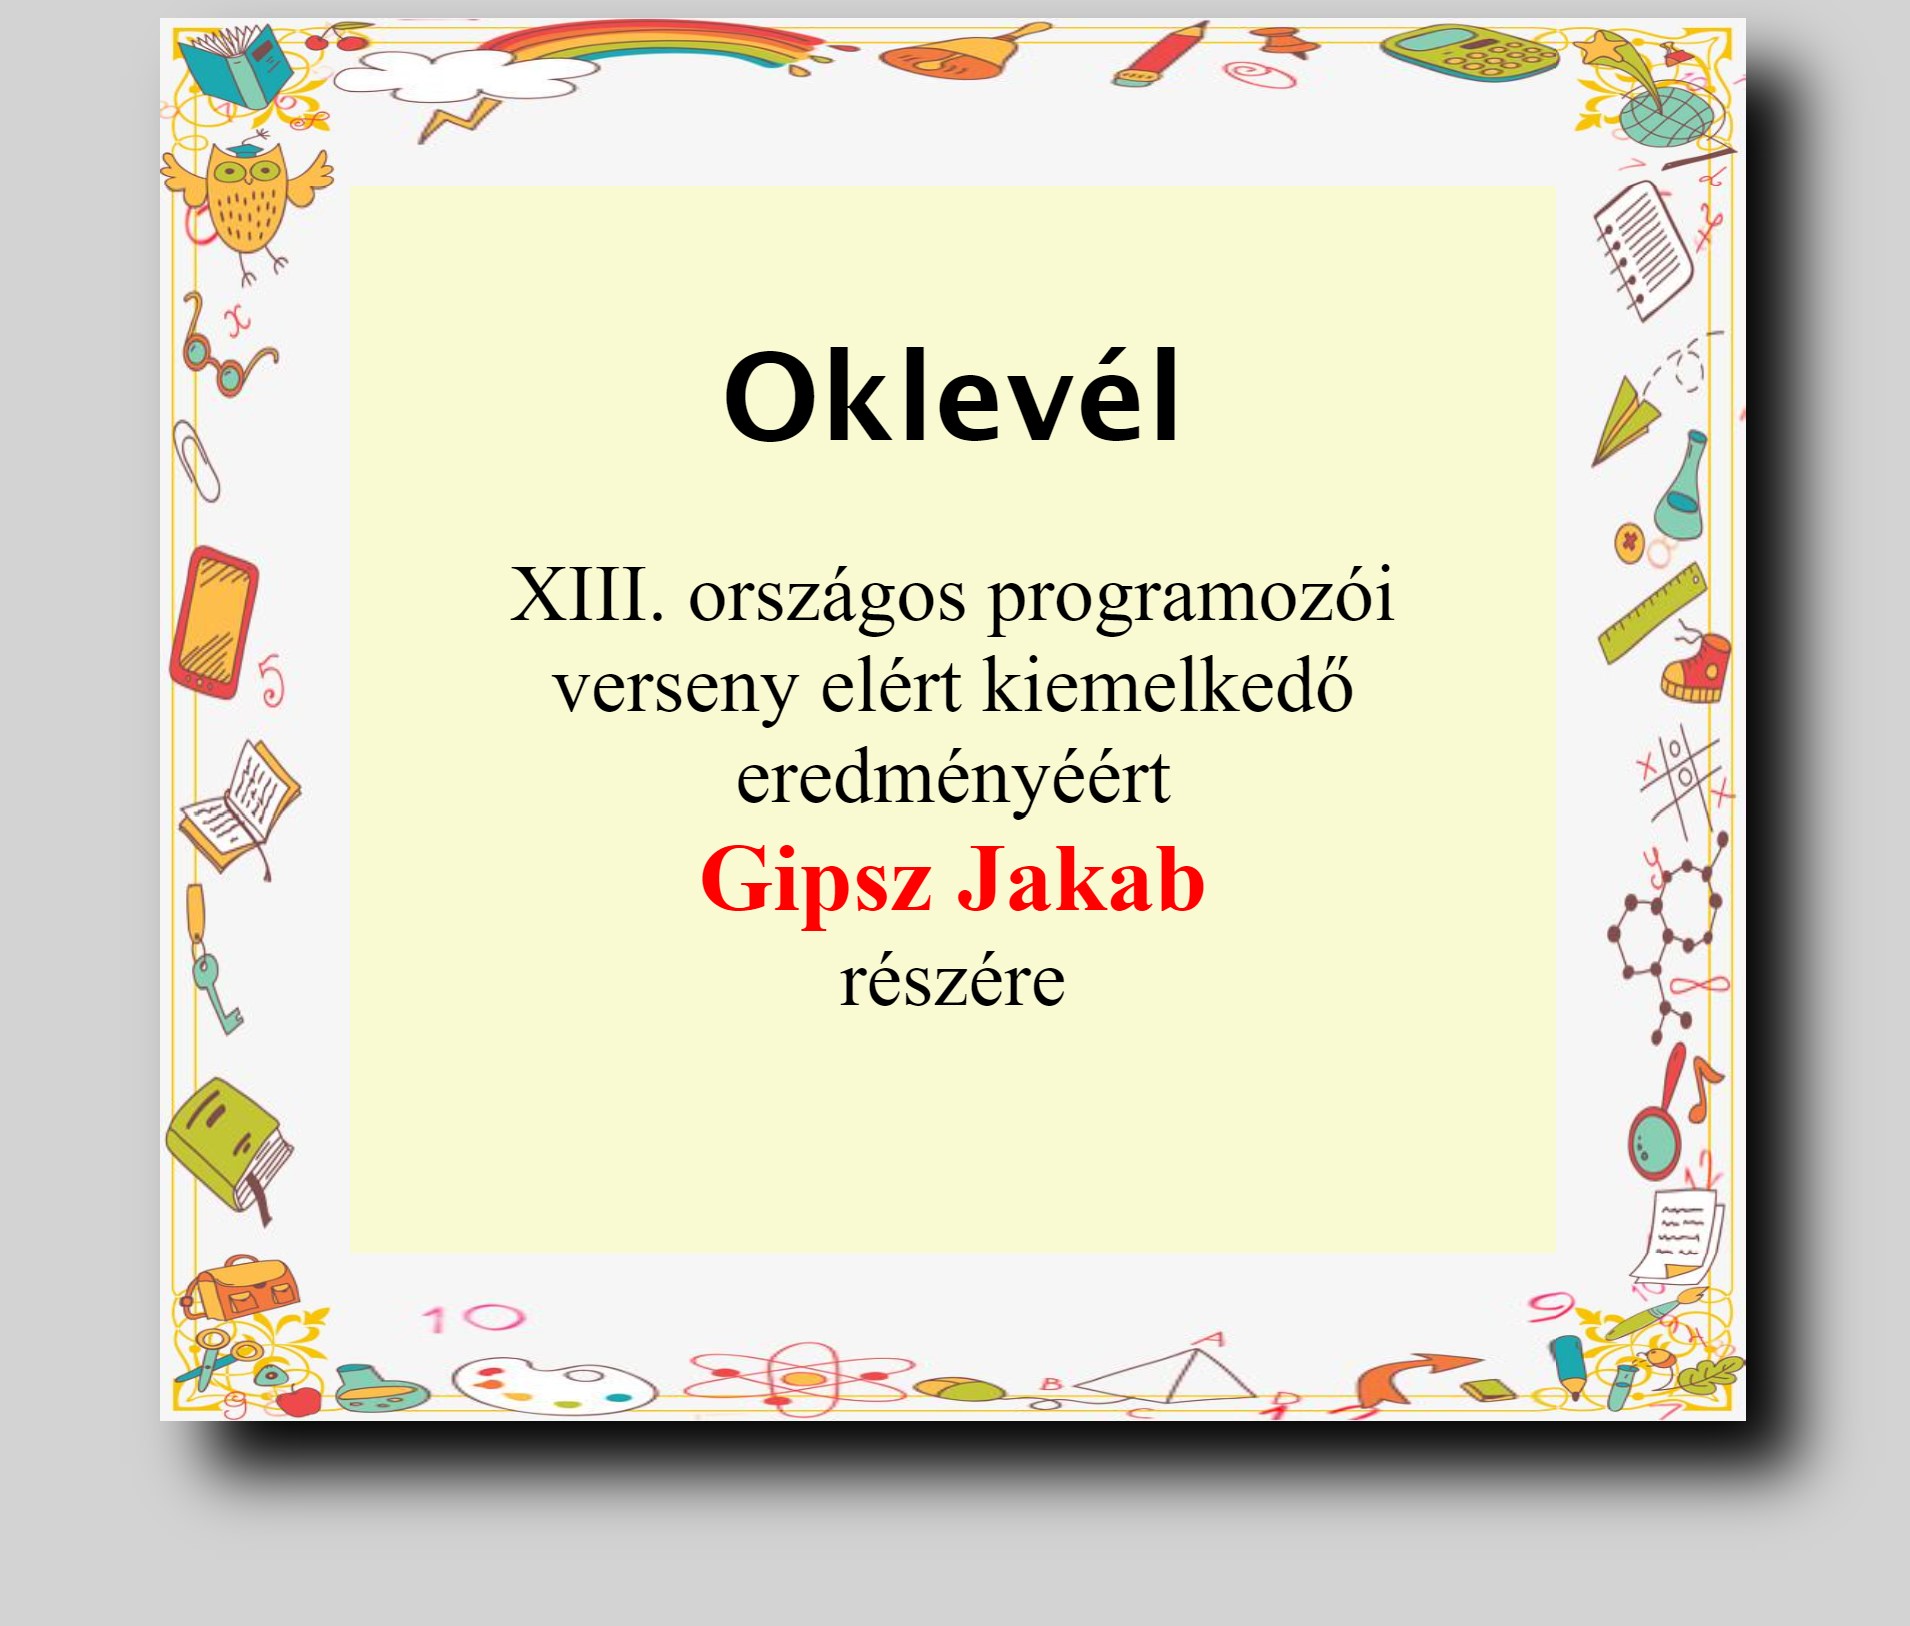 Oklevél
XIII. országos programozói
verseny elért kiemelkedő
eredményéért
Gipsz Jakab
részére